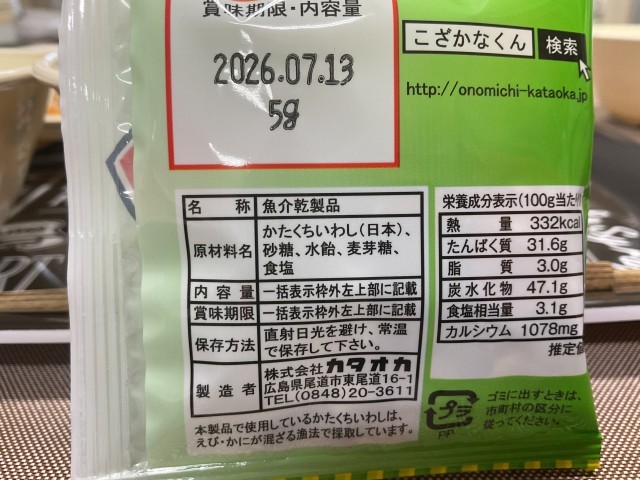 賞味期限・内容量
2026.07.13
5g
こざかなくん 検索
http://onomichi-kataoka.jp
名 称 魚介乾製品
原材料名 かたくちいわし(日本)、
砂糖、水飴、麦芽糖、
食塩
内 容 量 一括表示枠外左上部に記載
賞味期限 一括表示枠外左上部に記載
保存方法 直射日光を避け、常温
で保存して下さい。
製 造 者 株式会社 カタオカ
広島県尾道市東尾道16-1
TEL(0848)20-3611
本製品で使用しているかたくちいわしは、
えび・かにが混ざる漁法で採取しています。
栄養成分表示(100g当た
熱 量 332kcal
たんぱく質 31.6g
脂 質 3.0g
炭水化物 47.1g
食塩相当量 3.1g
カルシウム 1078mg
推定値
プラ
PP
ゴミに出すときは、
市町村の区分に
従ってください。